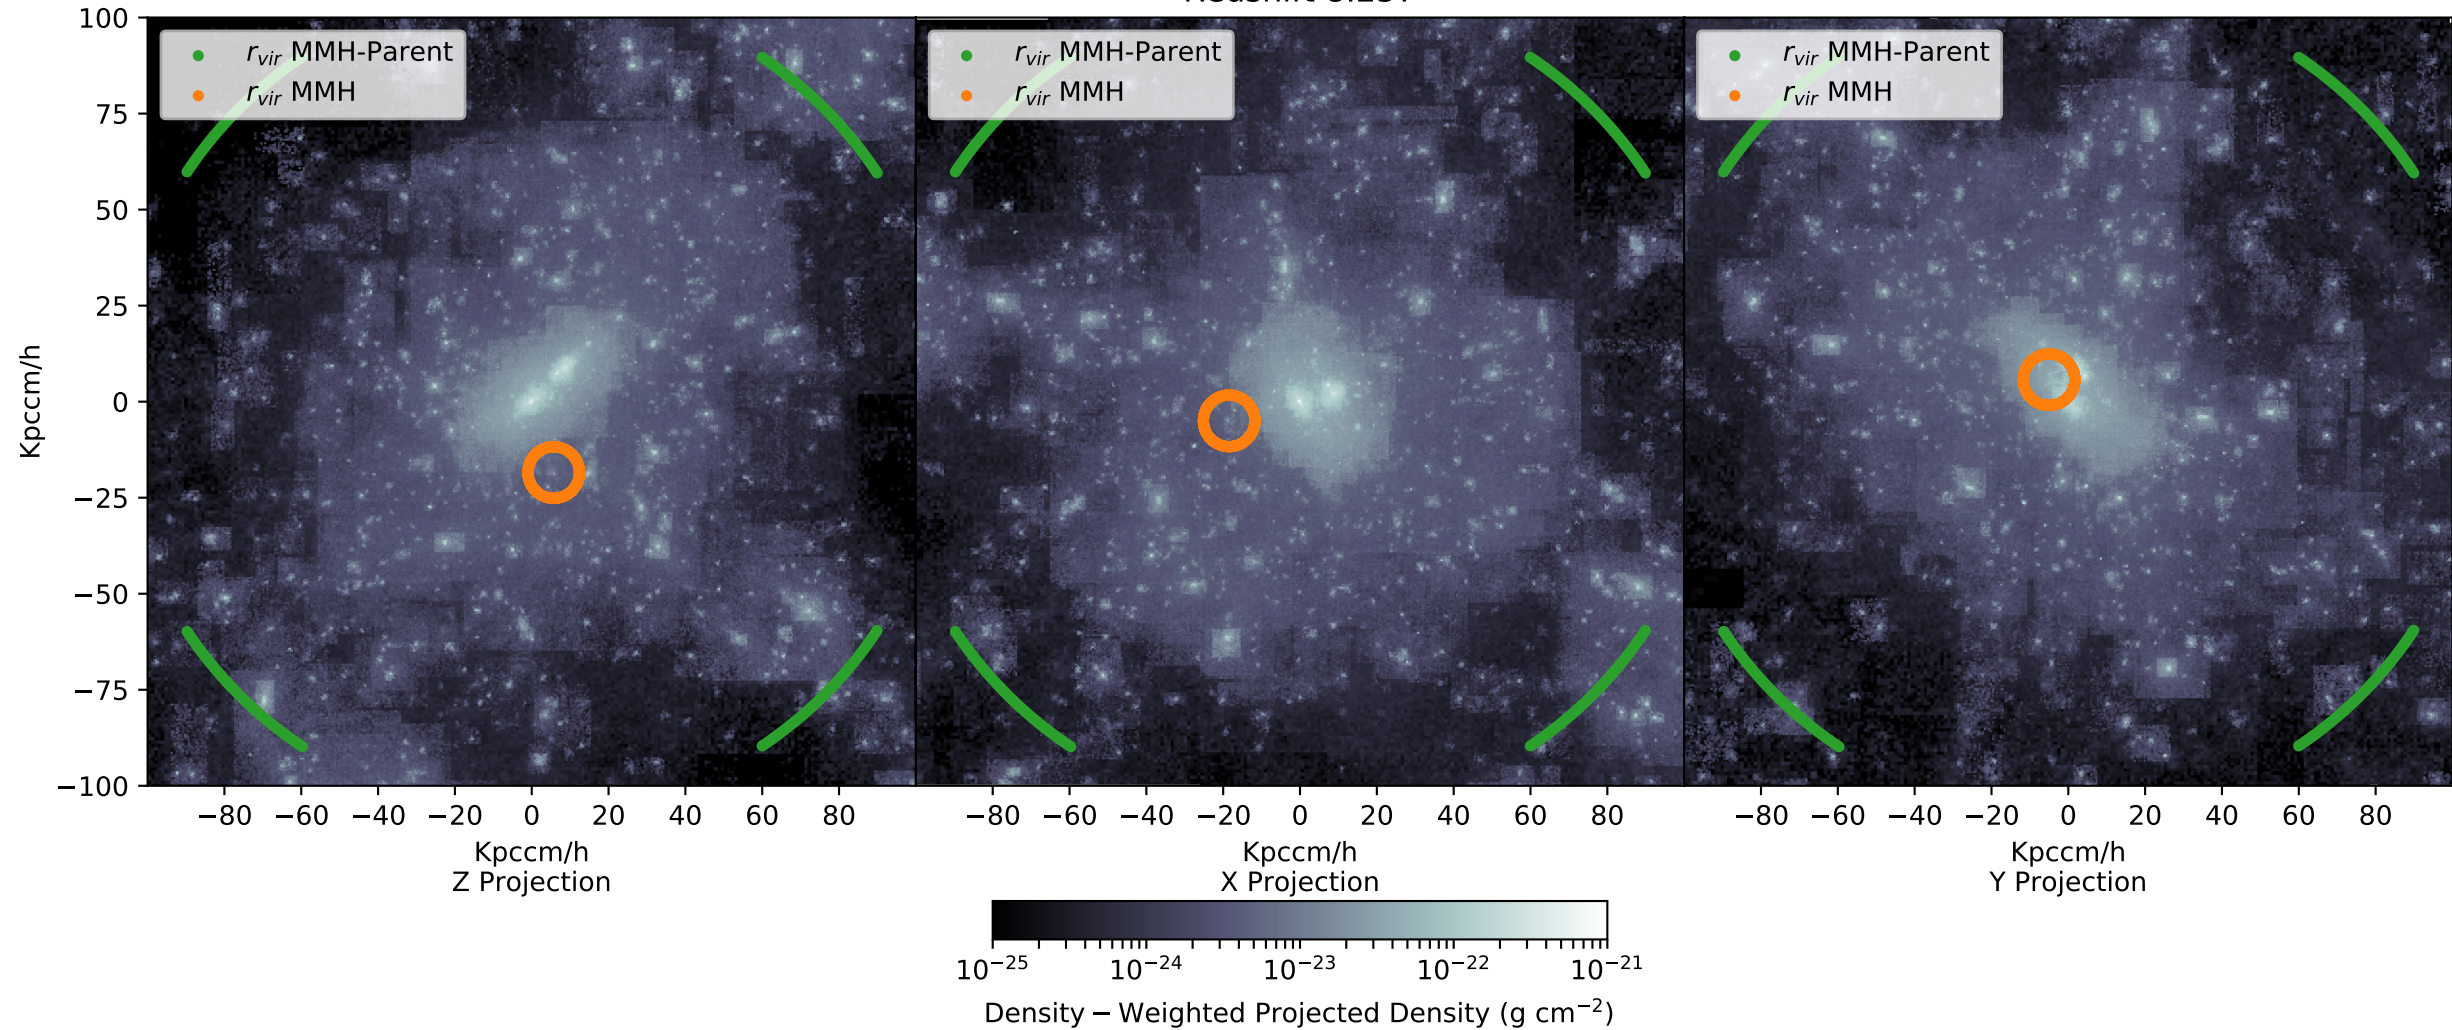 r_vir MMH-Parent
r_vir MMH
r_vir MMH-Parent
r_vir MMH
r_vir MMH-Parent
r_vir MMH
100
75
50
25
0
−25
−50
−75
−100
Kpccm/h
−80 −60 −40 −20 0 20 40 60 80
−80 −60 −40 −20 0 20 40 60 80
−80 −60 −40 −20 0 20 40 60 80
Kpccm/h
Z Projection
Kpccm/h
X Projection
Kpccm/h
Y Projection
10⁻²⁵ 10⁻²⁴ 10⁻²³ 10⁻²² 10⁻²¹
Density − Weighted Projected Density (g cm⁻²)